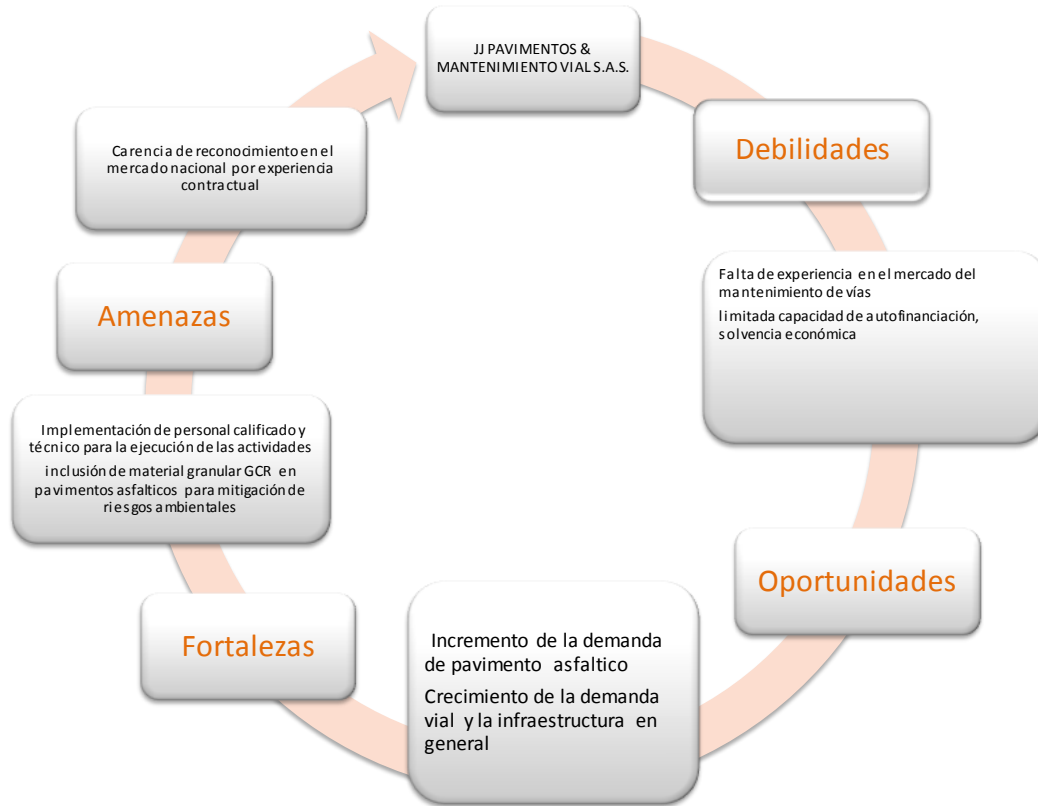 JJ PAVIMENTOS &
MANTENIMIENTO VIAL S.A.S.
Debilidades
Falta de experiencia en el mercado del
mantenimiento de vías
limitada capacidad de autofinanciación,
solvencia económica
Oportunidades
Incremento de la demanda
de pavimento asfaltico
Crecimiento de la demanda
vial y la infraestructura en
general
Fortalezas
Implementación de personal calificado y
técnico para la ejecución de las actividades
inclusión de material granular GCR en
pavimentos asfalticos para mitigación de
riesgos ambientales
Amenazas
Carencia de reconocimiento en el
mercado nacional por experiencia
contractual